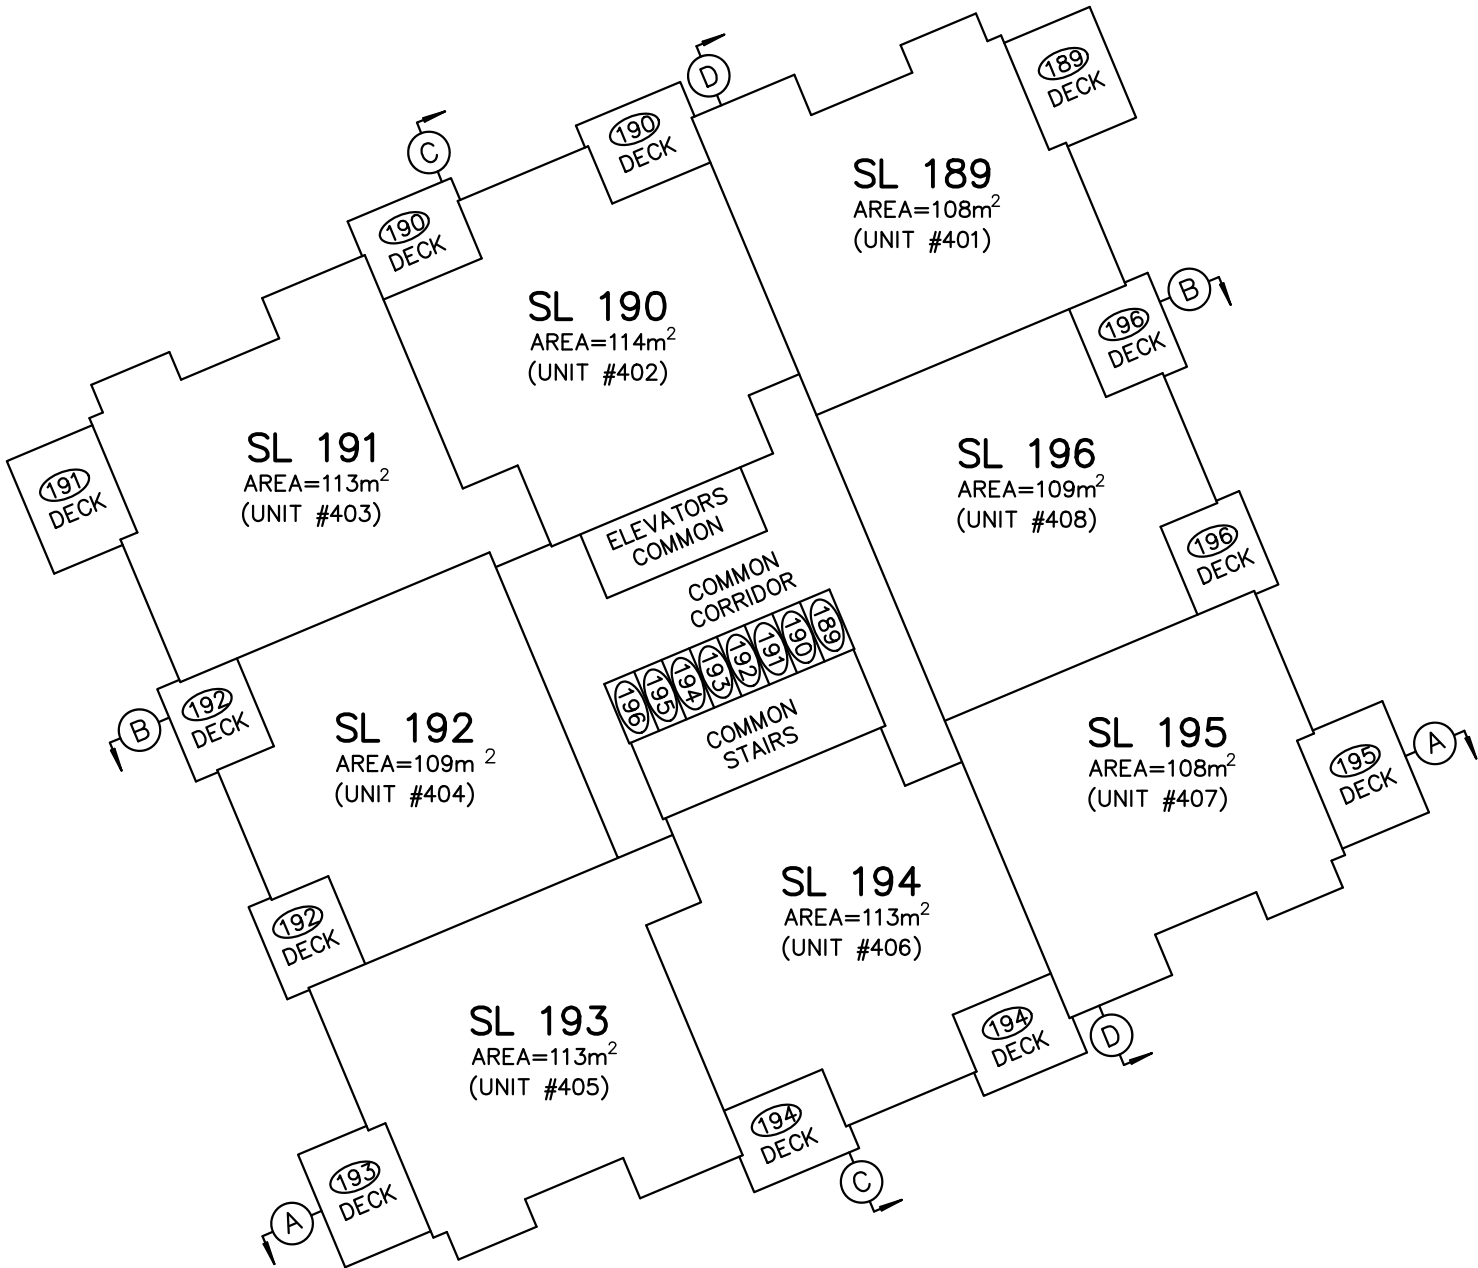 D
189
DECK
190
DECK
C
SL 189
AREA=108m²
(UNIT #401)
190
DECK
B
SL 190
AREA=114m²
(UNIT #402)
196
DECK
SL 191
AREA=113m²
(UNIT #403)
191
DECK
SL 196
AREA=109m²
(UNIT #408)
ELEVATORS
COMMON
196
DECK
COMMON
CORRIDOR
196 195 194 193 192 191 190 189
COMMON
STAIRS
192
DECK
B
SL 192
AREA=109m ²
(UNIT #404)
SL 195
AREA=108m²
(UNIT #407)
195
DECK
A
192
DECK
SL 194
AREA=113m²
(UNIT #406)
SL 193
AREA=113m²
(UNIT #405)
194
DECK
D
194
DECK
C
193
DECK
A